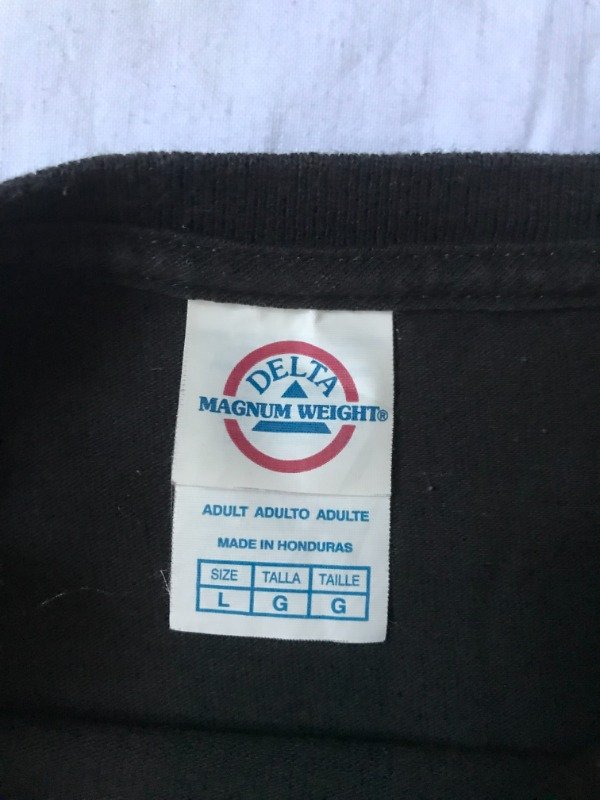 DELTA
MAGNUM WEIGHT®
ADULT ADULTO ADULTE
MADE IN HONDURAS
SIZE TALLA TAILLE
L G G